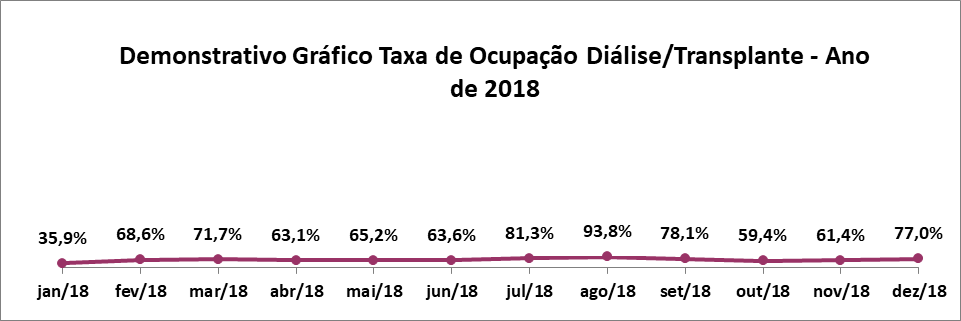 Demonstrativo Gráfico Taxa de Ocupação Diálise/Transplante - Ano
de 2018
35,9% 68,6% 71,7% 63,1% 65,2% 63,6% 81,3% 93,8% 78,1% 59,4% 61,4% 77,0%
jan/18 fev/18 mar/18 abr/18 mai/18 jun/18 jul/18 ago/18 set/18 out/18 nov/18 dez/18